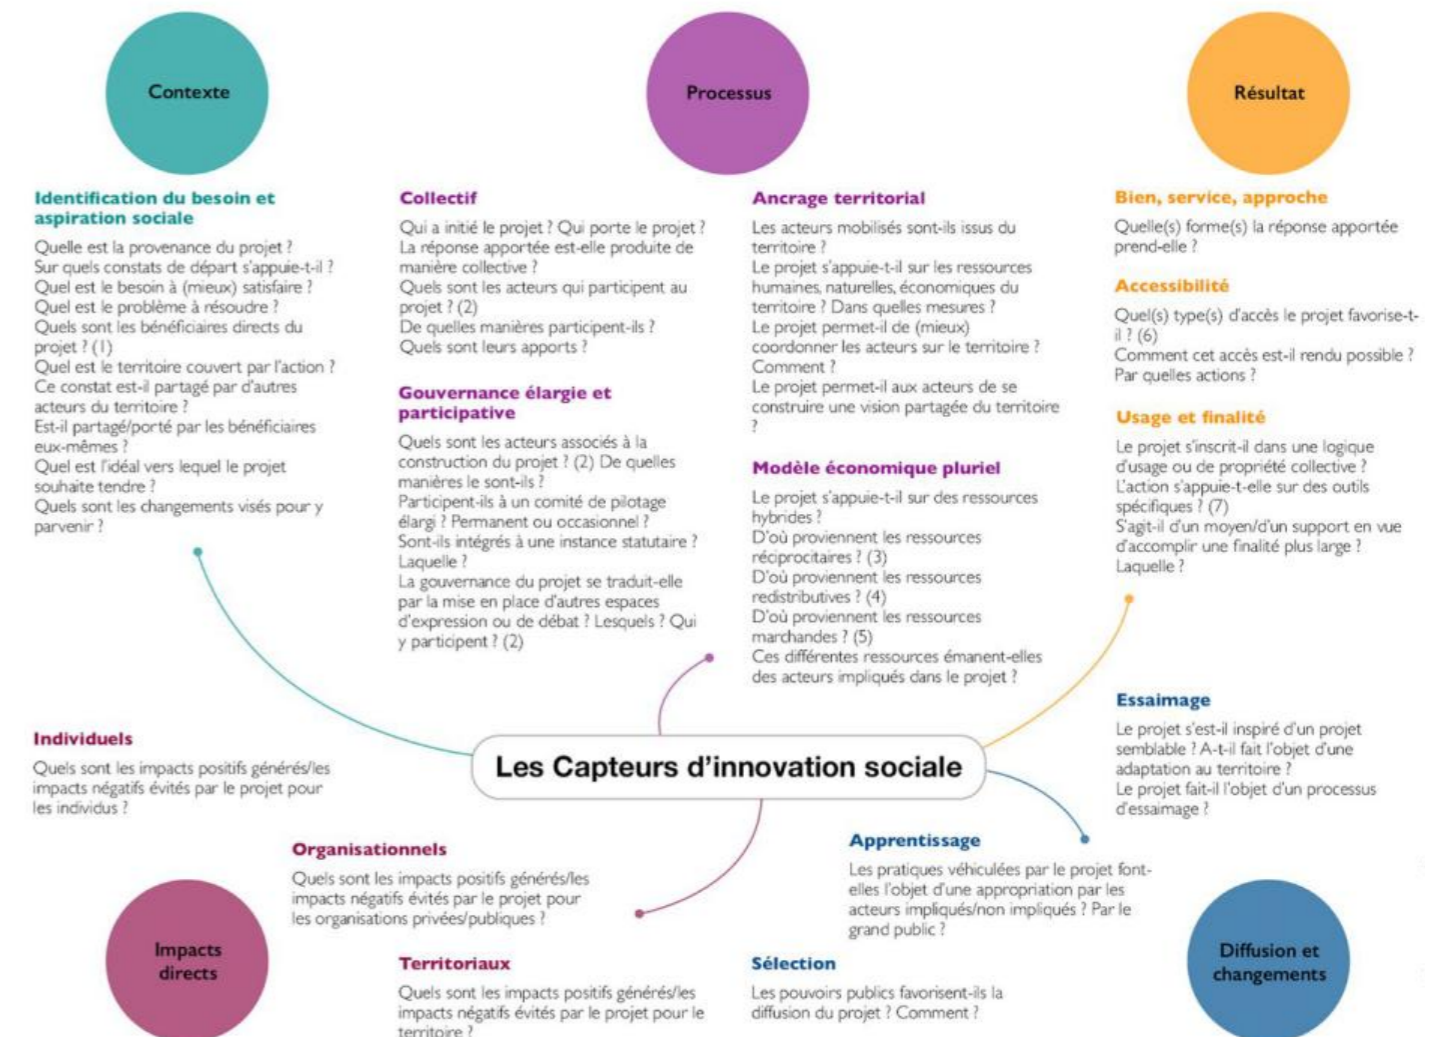 Contexte
Identification du besoin et
aspiration sociale
Quelle est la provenance du projet ?
Sur quels constats de départ s'appuie-t-il ?
Quel est le besoin à (mieux) satisfaire ?
Quel est le problème à résoudre ?
Quels sont les bénéficiaires directs du
projet ? (1)
Quel est le territoire couvert par l'action ?
Ce constat est-il partagé par d'autres
acteurs du territoire ?
Est-il partagé/porté par les bénéficiaires
eux-mêmes ?
Quel est l'idéal vers lequel le projet
souhaite tendre ?
Quels sont les changements visés pour y
parvenir ?
Processus
Collectif
Qui a initié le projet ? Qui porte le projet ?
La réponse apportée est-elle produite de
manière collective ?
Quels sont les acteurs qui participent au
projet ? (2)
De quelles manières participent-ils ?
Quels sont leurs apports ?
Gouvernance élargie et
participative
Quels sont les acteurs associés à la
construction du projet ? (2) De quelles
manières le sont-ils ?
Participent-ils à un comité de pilotage
élargi ? Permanent ou occasionnel ?
Sont-ils intégrés à une instance statutaire ?
Laquelle ?
La gouvernance du projet se traduit-elle
par la mise en place d'autres espaces
d'expression ou de débat ? Lesquels ? Qui
y participent ? (2)
Ancrage territorial
Les acteurs mobilisés sont-ils issus du
territoire ?
Le projet s'appuie-t-il sur les ressources
humaines, naturelles, économiques du
territoire ? Dans quelles mesures ?
Le projet permet-il de (mieux)
coordonner les acteurs sur le territoire ?
Comment ?
Le projet permet-il aux acteurs de se
construire une vision partagée du territoire
?
Modèle économique pluriel
Le projet s'appuie-t-il sur des ressources
hybrides ?
D'où proviennent les ressources
réciprocitaires ? (3)
D'où proviennent les ressources
redistributives ? (4)
D'où proviennent les ressources
marchandes ? (5)
Ces différentes ressources émanent-elles
des acteurs impliqués dans le projet ?
Résultat
Bien, service, approche
Quelle(s) forme(s) la réponse apportée
prend-elle ?
Accessibilité
Quel(s) type(s) d'accès le projet favorise-t-
il ? (6)
Comment cet accès est-il rendu possible ?
Par quelles actions ?
Usage et finalité
Le projet s'inscrit-il dans une logique
d'usage ou de propriété collective ?
L'action s'appuie-t-elle sur des outils
spécifiques ? (7)
S'agit-il d'un moyen/d'un support en vue
d'accomplir une finalité plus large ?
Laquelle ?
Les Capteurs d'innovation sociale
Individuels
Quels sont les impacts positifs générés/les
impacts négatifs évités par le projet pour
les individus ?
Organisationnels
Quels sont les impacts positifs générés/les
impacts négatifs évités par le projet pour
les organisations privées/publiques ?
Impacts
directs
Territoriaux
Quels sont les impacts positifs générés/les
impacts négatifs évités par le projet pour le
territoire ?
Essaimage
Le projet s'est-il inspiré d'un projet
semblable ? A-t-il fait l'objet d'une
adaptation au territoire ?
Le projet fait-il l'objet d'un processus
d'essaimage ?
Apprentissage
Les pratiques véhiculées par le projet font-
elles l'objet d'une appropriation par les
acteurs impliqués/non impliqués ? Par le
grand public ?
Sélection
Les pouvoirs publics favorisent-ils la
diffusion du projet ? Comment ?
Diffusion et
changements